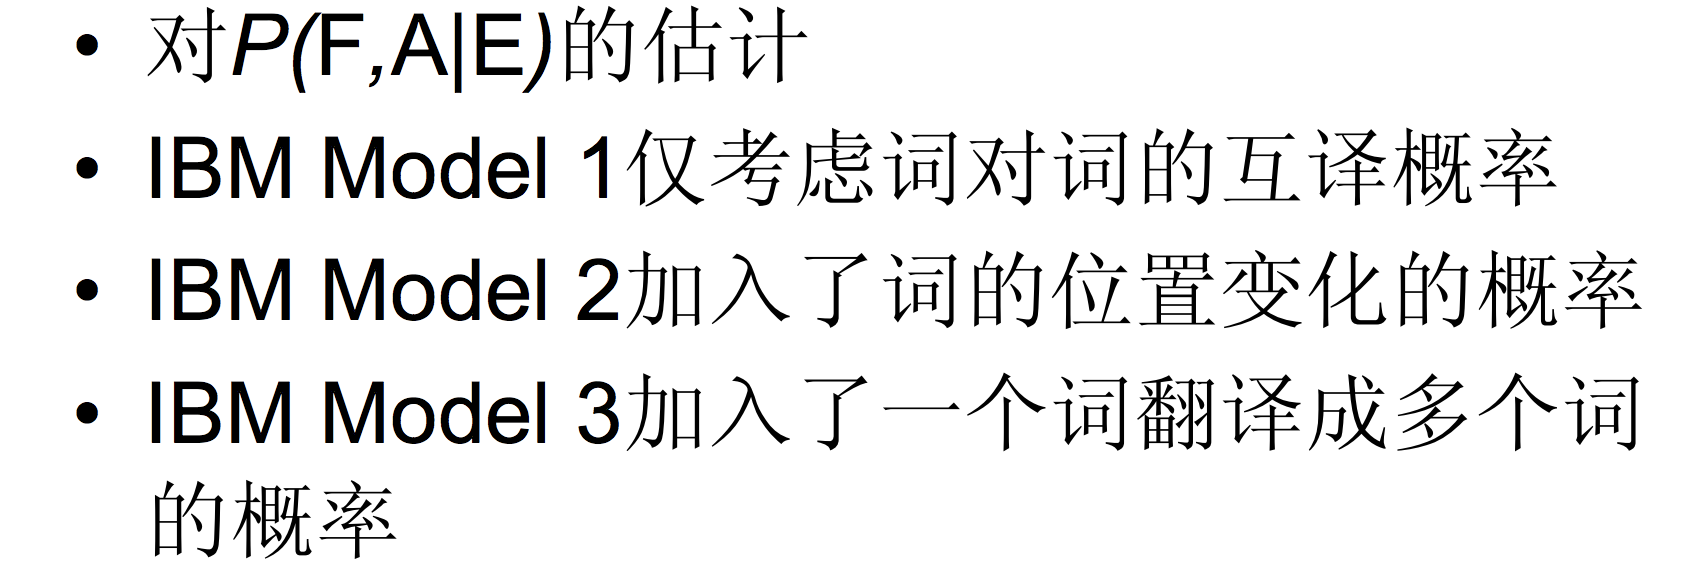 • 对P(F,A|E)的估计
• IBM Model 1仅考虑词对词的互译概率
• IBM Model 2加入了词的位置变化的概率
• IBM Model 3加入了一个词翻译成多个词
的概率